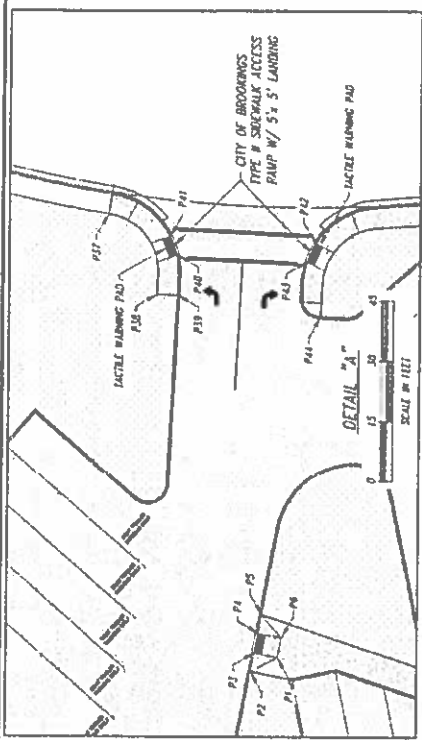 CITY OF BROOKINGS
TYPE II SIDEWALK ACCESS
RAMP W/ 5'x 5' LANDING
TACTILE WARNING PAD
TACTILE WARNING PAD
P37
P38
P39
P40
P41
P42
P43
P44
P1
P2
P3
P4
P5
P6
DETAIL "A"
0 15 30 45
SCALE IN FEET